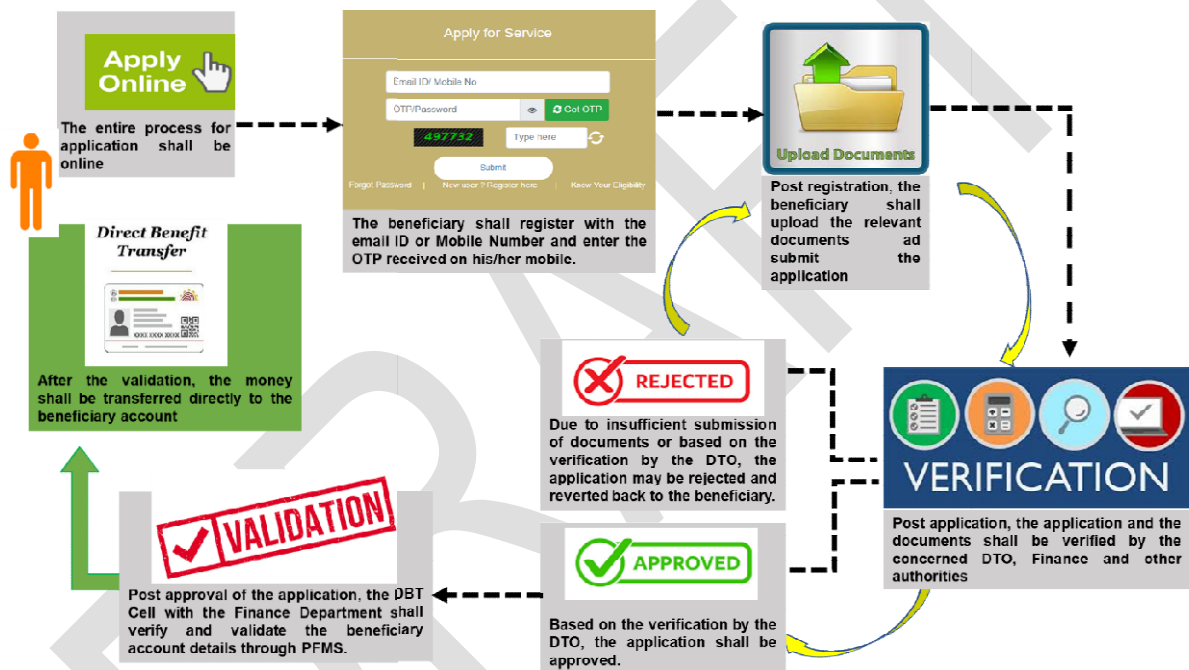 Apply
Online
The entire process for
application shall be
online
Apply for Service
Email ID/ Mobile No
OTP/Password
Get OTP
497732
Type here
Submit
Forgot Password | New user ? Register here | Know Your Eligibility
The beneficiary shall register with the
email ID or Mobile Number and enter the
OTP received on his/her mobile.
Upload Documents
Post registration, the
beneficiary shall
upload the relevant
documents ad
submit the
application
VERIFICATION
Post application, the application and the
documents shall be verified by the
concerned DTO, Finance and other
authorities
REJECTED
Due to insufficient submission
of documents or based on the
verification by the DTO, the
application may be rejected and
reverted back to the beneficiary.
APPROVED
Based on the verification by the
DTO, the application shall be
approved.
VALIDATION
Post approval of the application, the DBT
Cell with the Finance Department shall
verify and validate the beneficiary
account details through PFMS.
Direct Benefit
Transfer
XXXX XXXX XXXX
After the validation, the money
shall be transferred directly to the
beneficiary account